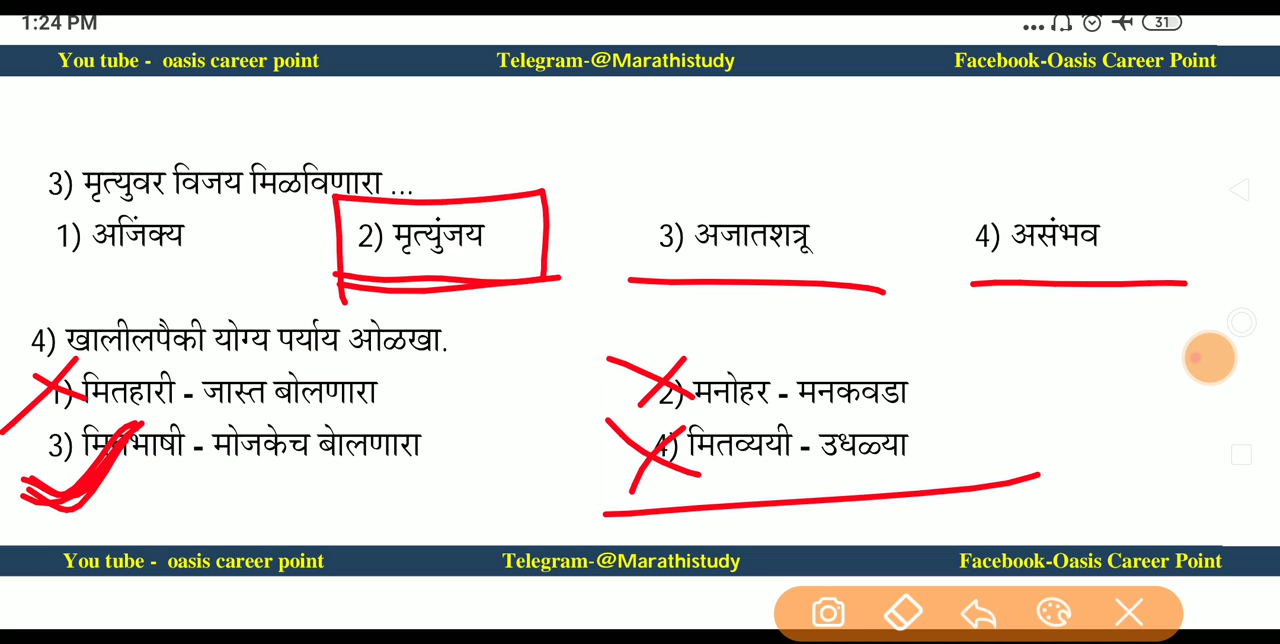 1:24 PM
31
You tube - oasis career point Telegram-@Marathistudy Facebook-Oasis Career Point
3) मृत्युवर विजय मिळविणारा ...
1) अजिंक्य 2) मृत्युंजय 3) अजातशत्रू 4) असंभव
4) खालीलपैकी योग्य पर्याय ओळखा.
1) मितहारी - जास्त बोलणारा 2) मनोहर - मनकवडा
3) मितभाषी - मोजकेच बोलणारा 4) मितव्ययी - उधळ्या
You tube - oasis career point Telegram-@Marathistudy Facebook-Oasis Career Point